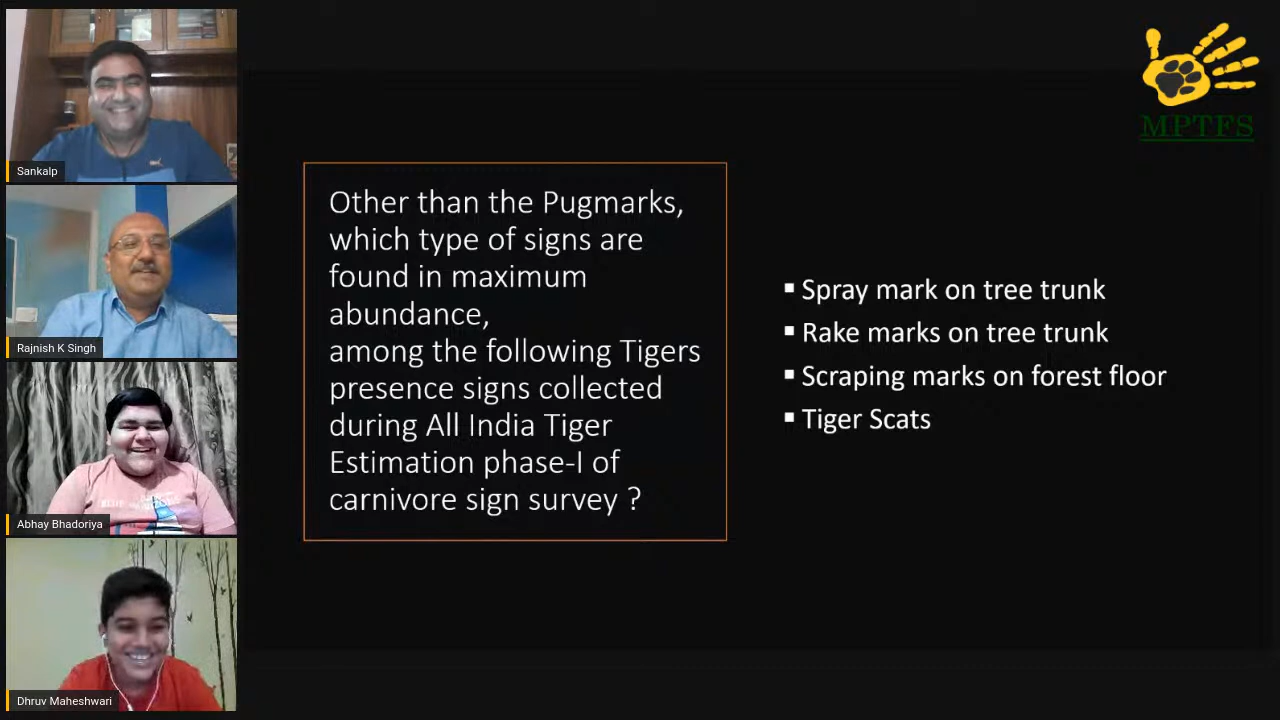 Sankalp
Rajnish K Singh
Abhay Bhadoriya
Dhruv Maheshwari
Other than the Pugmarks,
which type of signs are
found in maximum
abundance,
among the following Tigers
presence signs collected
during All India Tiger
Estimation phase-I of
carnivore sign survey ?
▪ Spray mark on tree trunk
▪ Rake marks on tree trunk
▪ Scraping marks on forest floor
▪ Tiger Scats
MPTFS